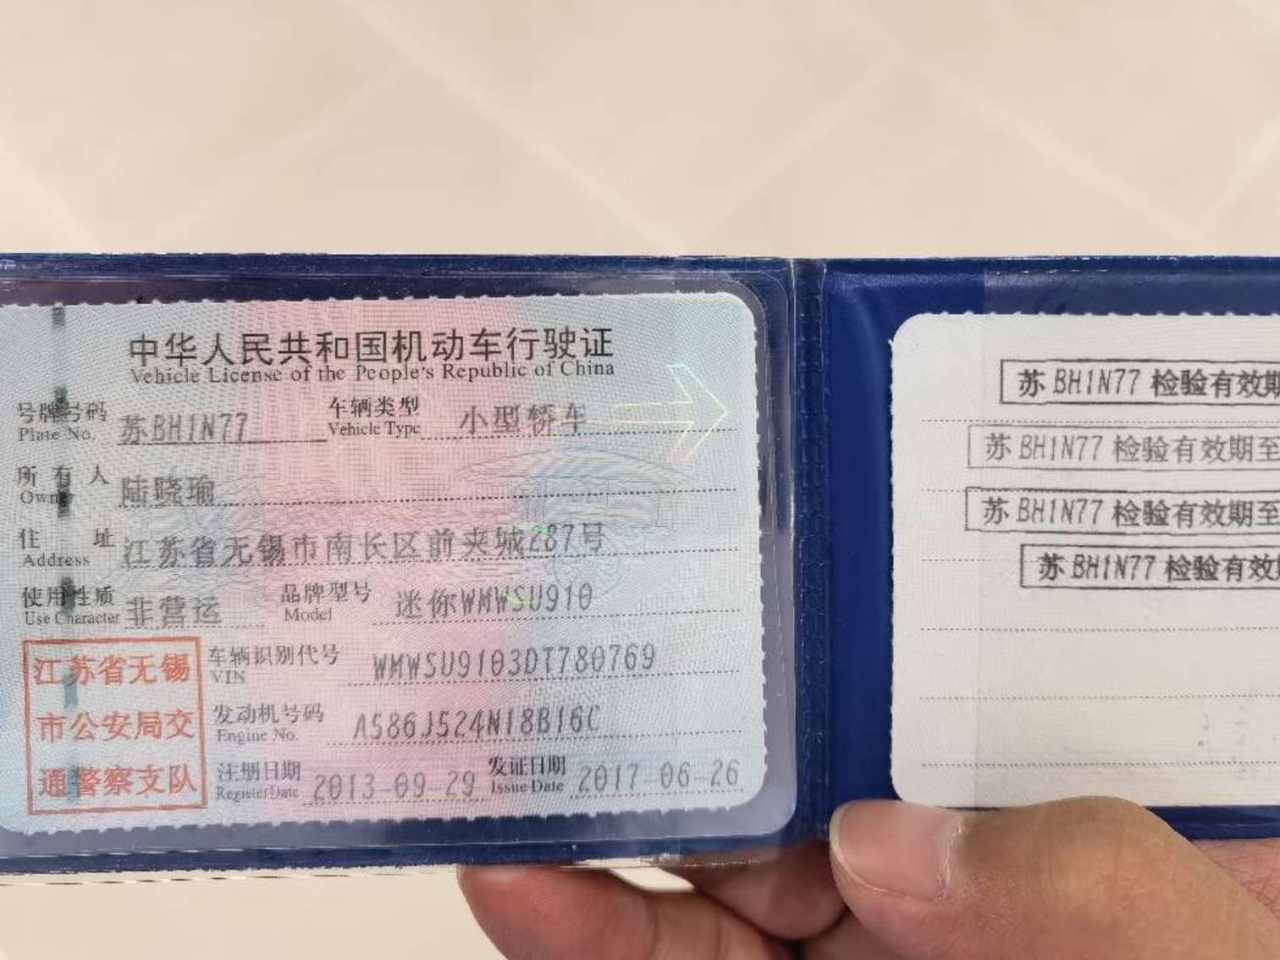 中华人民共和国机动车行驶证
Vehicle License of the People's Republic of China
号牌号码 苏BH1N77 车辆类型 小型轿车
Plate No. Vehicle Type
所有人 陆晓瑜
Owner
住址 江苏省无锡市南长区前夹城287号
Address
使用性质 非营运 品牌型号 迷你WMWSU910
Use Character Model
车辆识别代号 WMWSU9103DT780769
VIN
发动机号码 A586J524N18B16C
Engine No.
注册日期 2013-09-29 发证日期 2017-06-26
Register Date Issue Date
江苏省无锡
市公安局交
通警察支队
苏BH1N77检验有效期
苏BH1N77检验有效期至
苏BH1N77检验有效期至
苏BH1N77检验有效